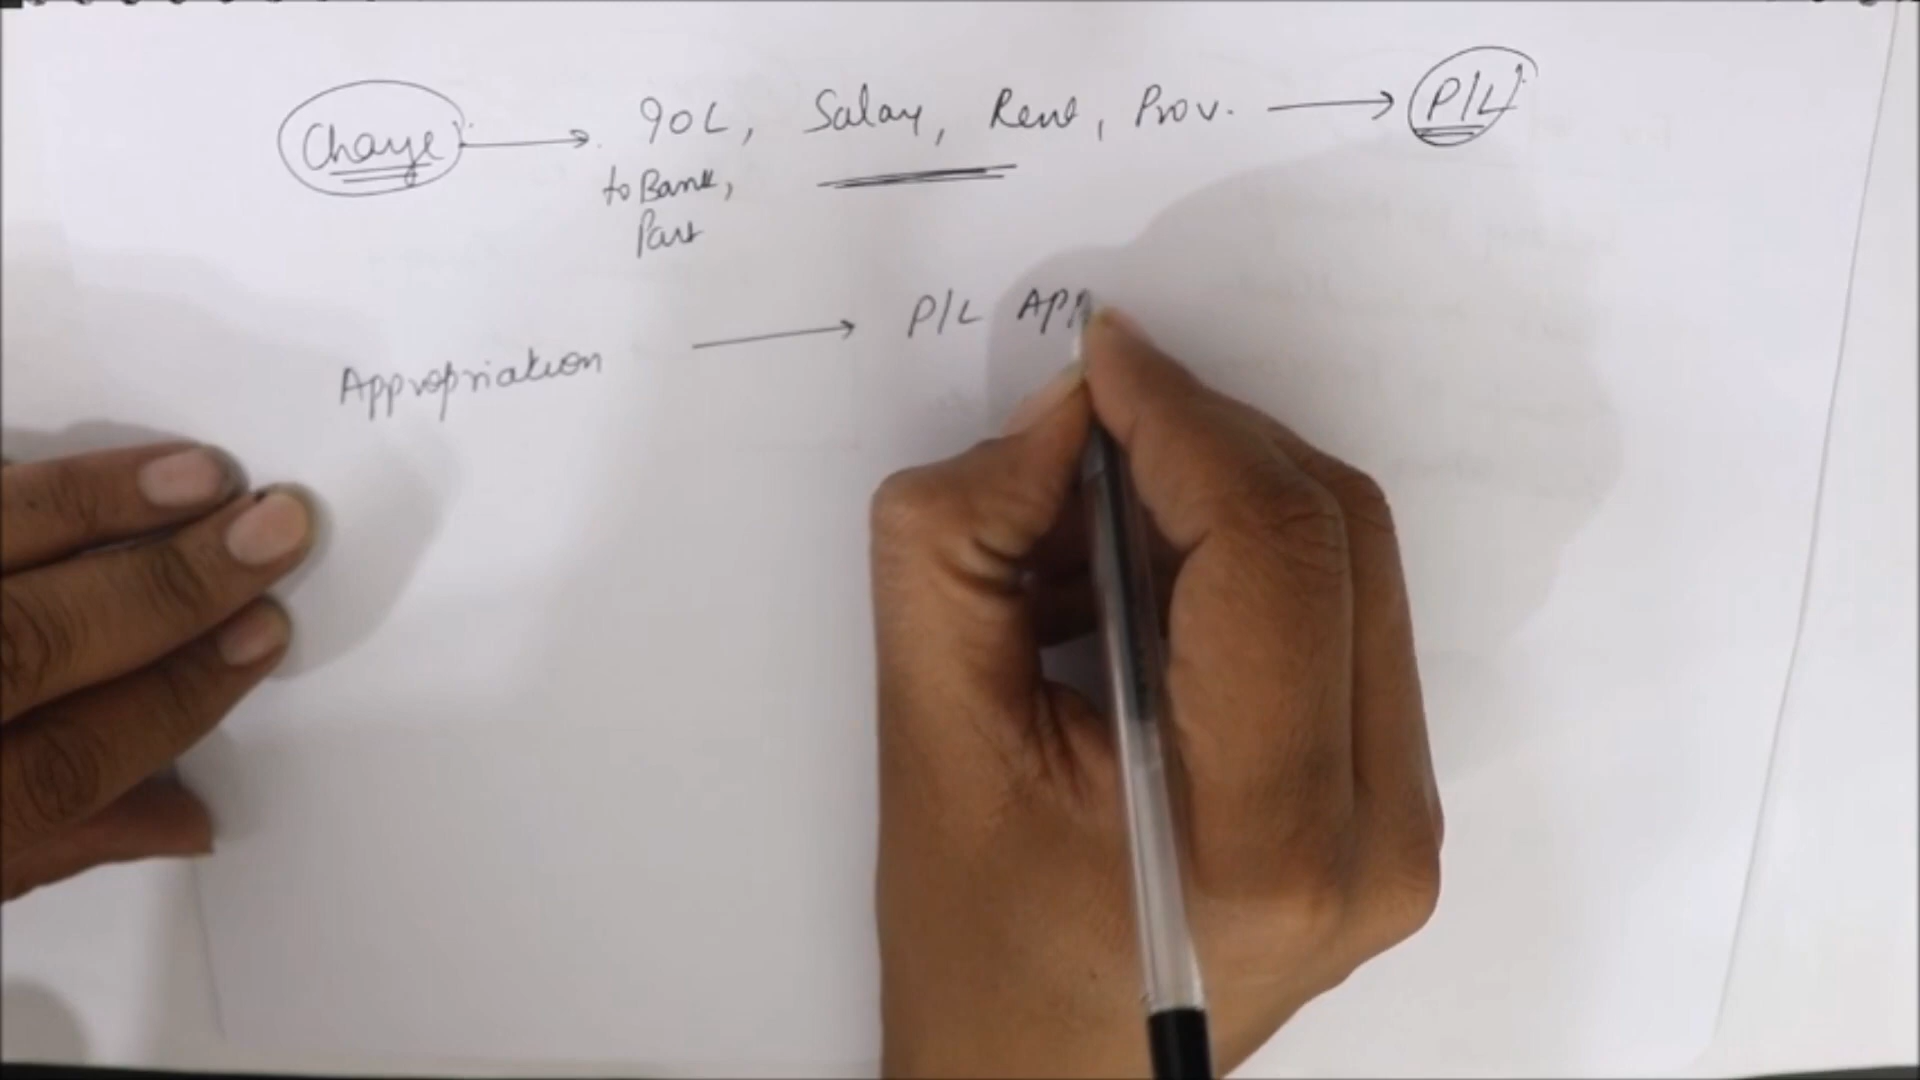 Charge → IOL, Salary, Rent, Prov. → P/L
to Bank,
Part
Appropriation → P/L App